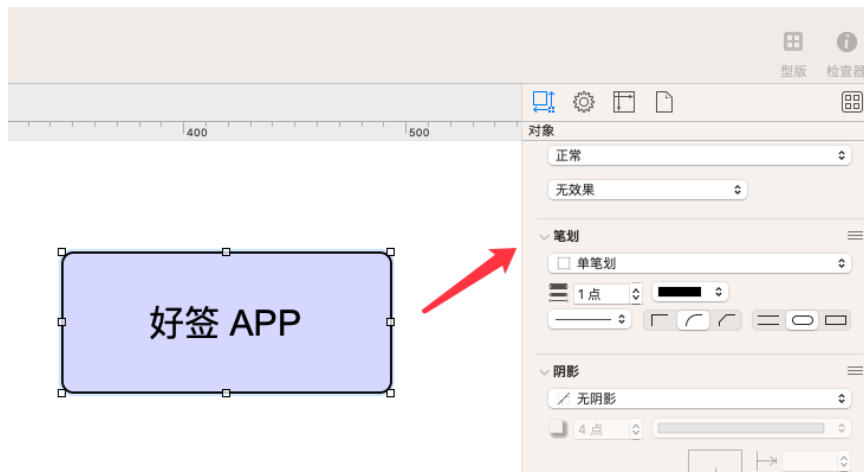 型版 检查器
400 500
对象
正常
无效果
笔划
单笔划
1 点
好签 APP
阴影
无阴影
4 点